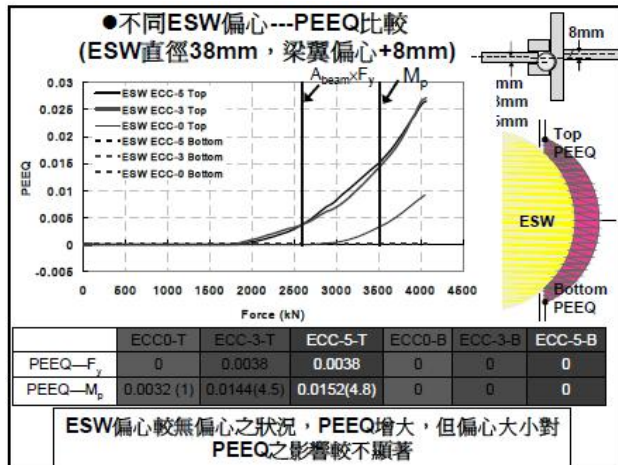 ●不同ESW偏心---PEEQ比較
(ESW直徑38mm，梁翼偏心+8mm)
8mm
mm
3mm
5mm
Abeam×Fy
Mp
0.03
0.026
0.02
0.015
0.01
0.005
0
-0.005
PEEQ
ESW ECC-5 Top
ESW ECC-3 Top
ESW ECC-0 Top
ESW ECC-5 Bottom
ESW ECC-3 Bottom
ESW ECC-0 Bottom
0 500 1000 1500 2000 2500 3000 3500 4000 4500
Force (kN)
Top
PEEQ
ESW
Bottom
PEEQ
ECC0-T ECC-3-T ECC-5-T ECC0-B ECC-3-B ECC-5-B
PEEQ—Fy 0 0.0038 0.0038 0 0 0
PEEQ—Mp 0.0032 (1) 0.0144(4.5) 0.0152(4.8) 0 0 0
ESW偏心較無偏心之狀況，PEEQ增大，但偏心大小對
PEEQ之影響較不顯著